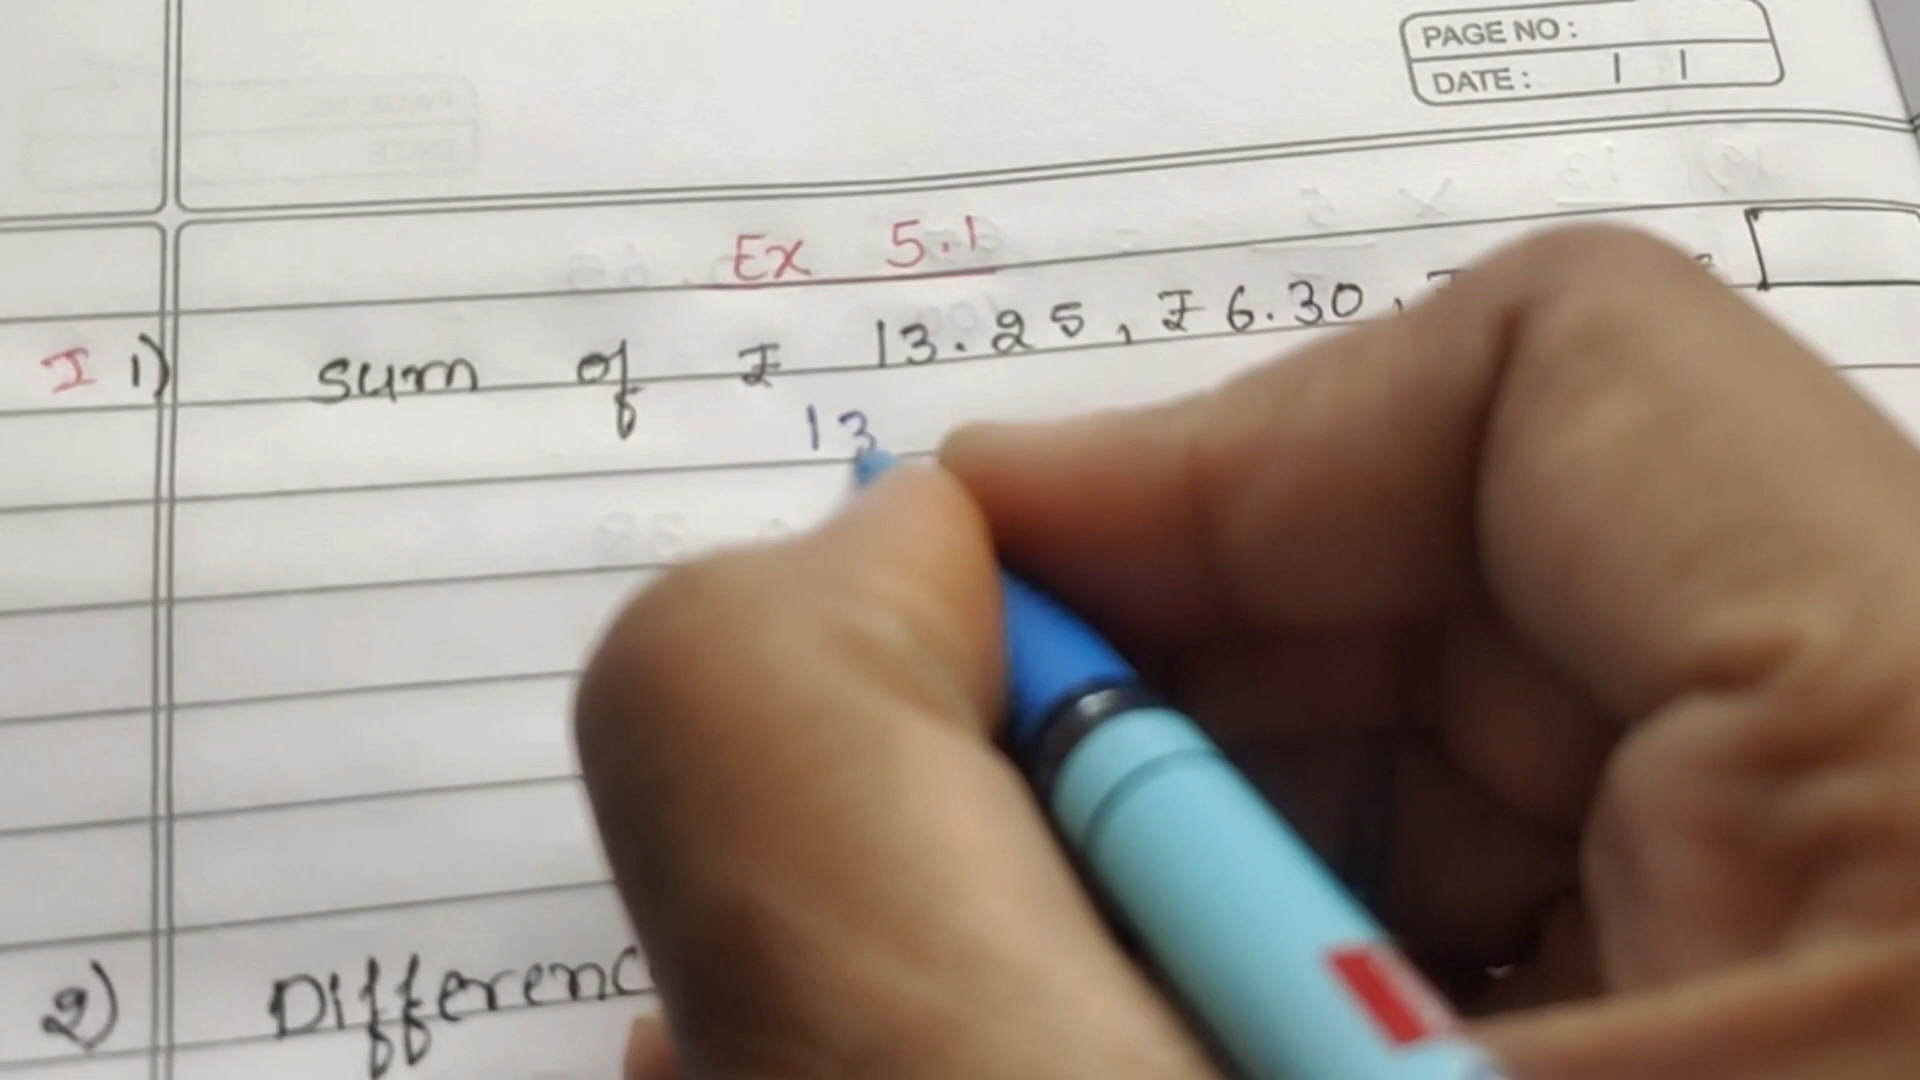 PAGE NO :
DATE : | |
Ex 5.1
I 1) sum of ₹ 13.25, ₹ 6.30,
13
2) Differenc